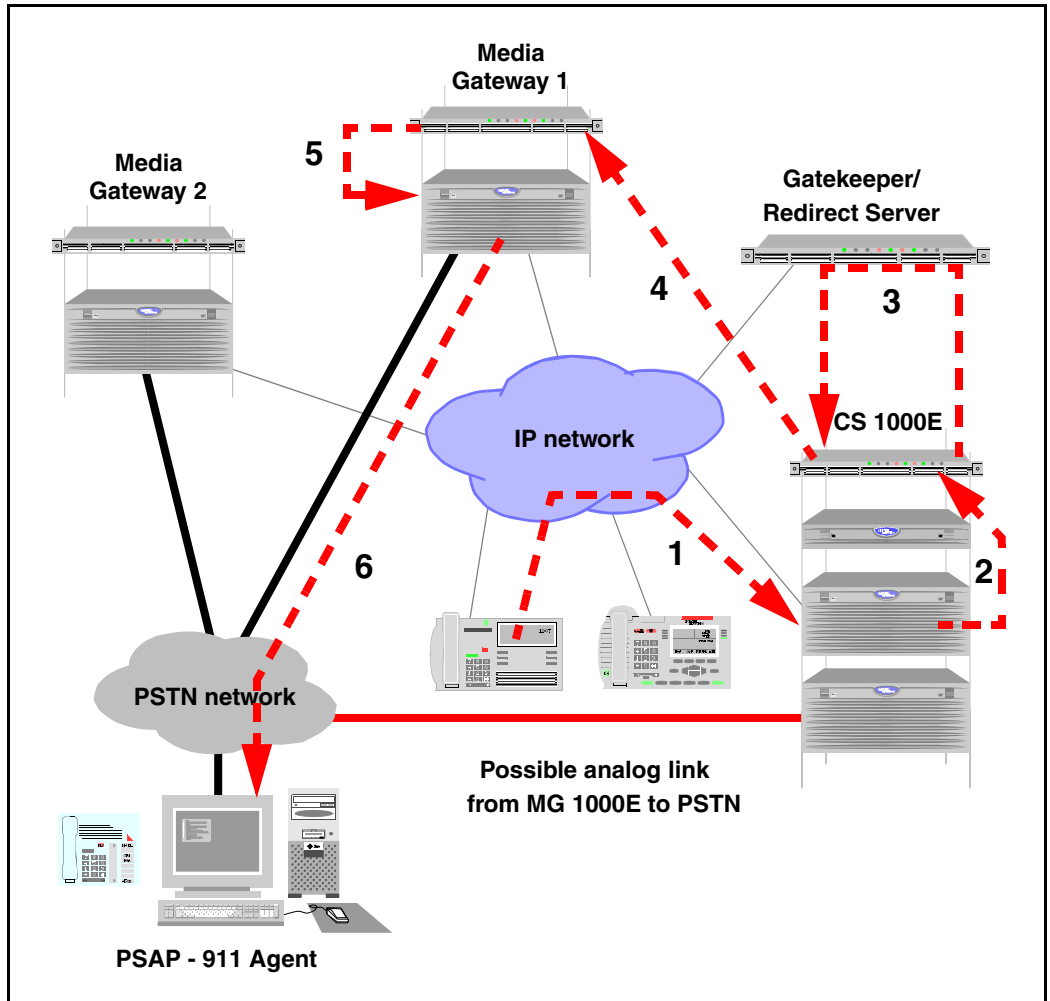 Media
Gateway 1
5
Media
Gateway 2
Gatekeeper/
Redirect Server
4
3
CS 1000E
IP network
6
1
2
PSTN network
Possible analog link
from MG 1000E to PSTN
PSAP - 911 Agent